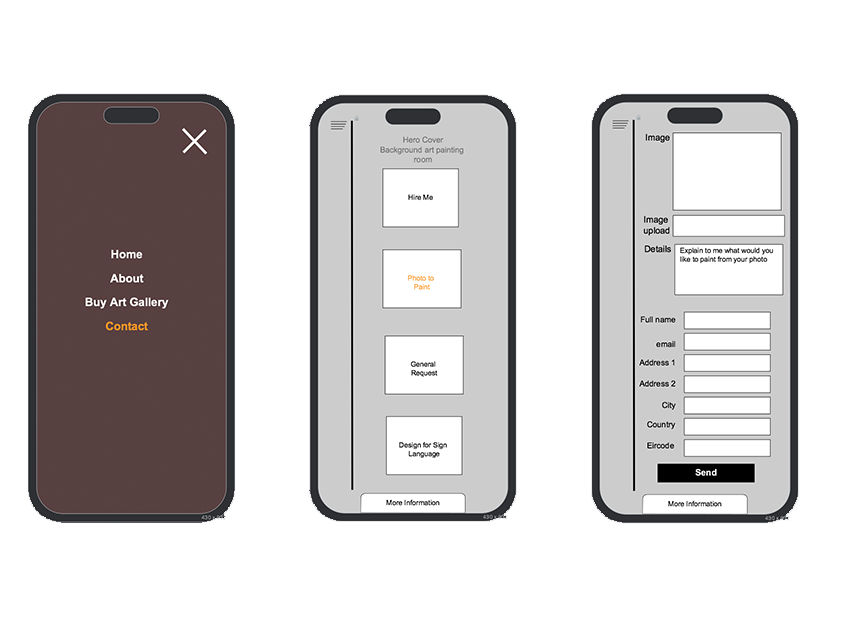 Home
About
Buy Art Gallery
Contact
Hero Cover
Background art painting
room
Hire Me
Photo to
Paint
General
Request
Design for Sign
Language
More Information
Image
Image
upload
Details
Explain to me what would you
like to paint from your photo
Full name
email
Address 1
Address 2
City
Country
Eircode
Send
More Information